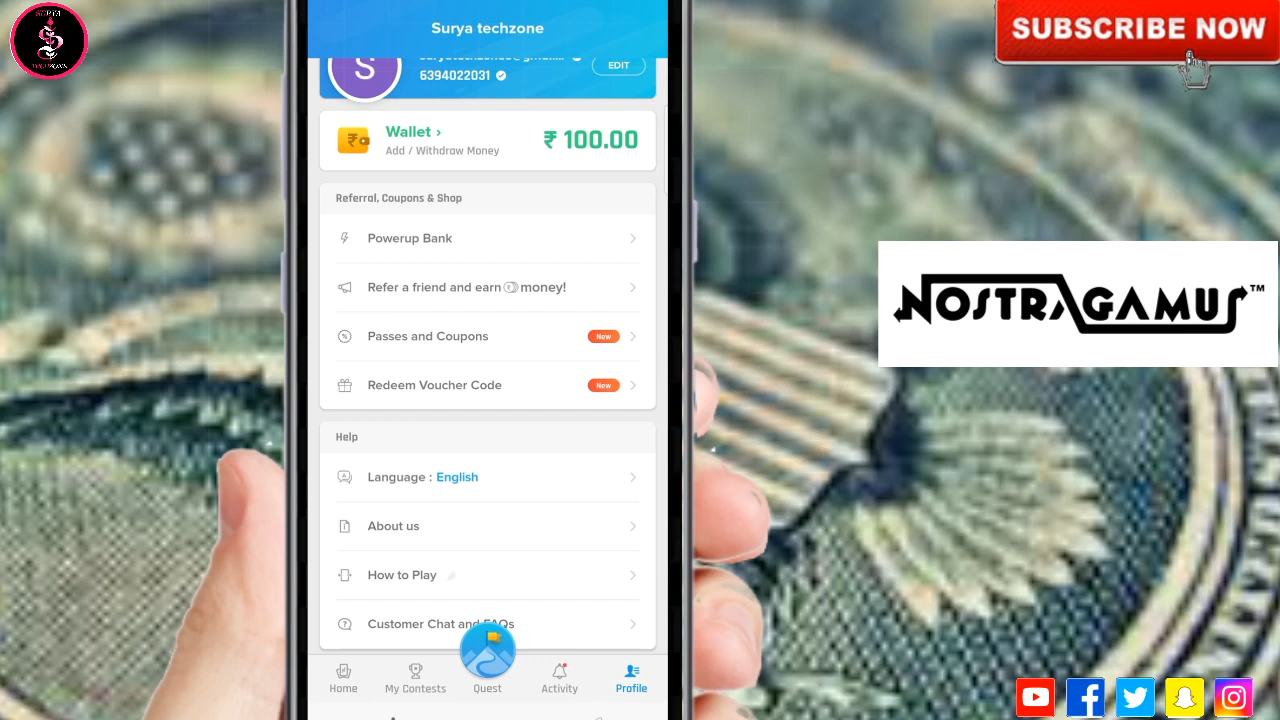 SUBSCRIBE NOW
Surya techzone
6394022031
EDIT
S
Wallet ›
Add / Withdraw Money
₹ 100.00
Referral, Coupons & Shop
Powerup Bank
Refer a friend and earn money!
Passes and Coupons
New
Redeem Voucher Code
New
NOSTRAGAMUS™
Help
Language : English
About us
How to Play
Customer Chat and FAQs
Home
My Contests
Quest
Activity
Profile